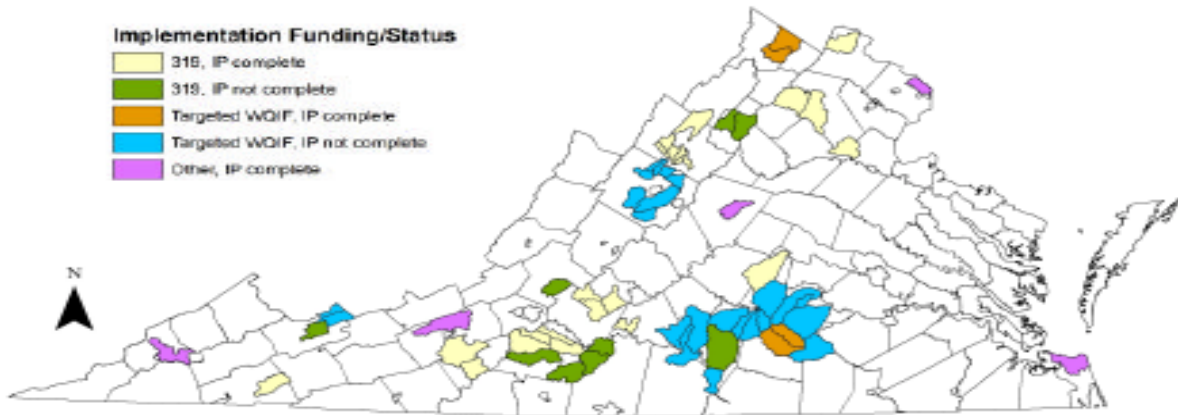 Implementation Funding/Status
319, IP complete
319, IP not complete
Targeted WQIF, IP complete
Targeted WQIF, IP not complete
Other, IP complete
N